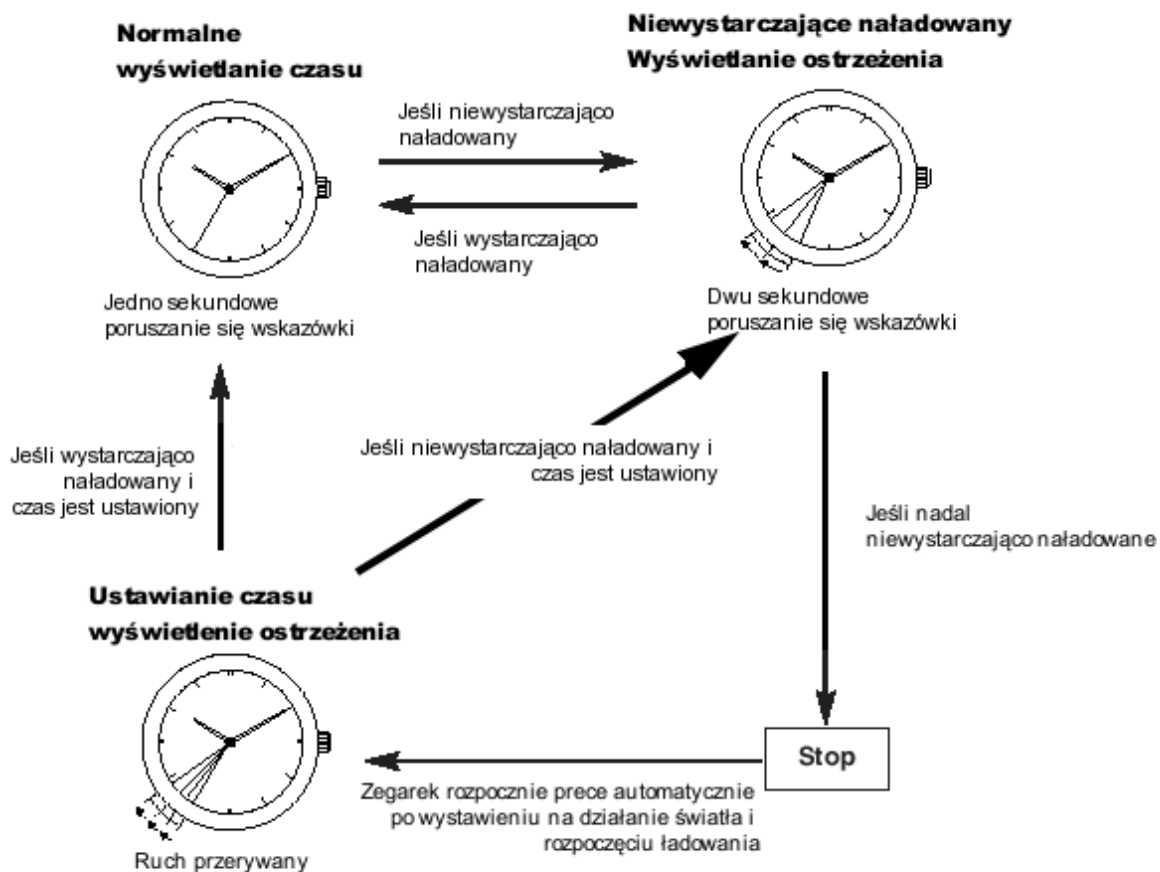 Normalne
wyświetlanie czasu
Niewystarczające naładowany
Wyświetlanie ostrzeżenia
Jeśli niewystarczająco
naładowany
Jeśli wystarczająco
naładowany
Jedno sekundowe
poruszanie się wskazówki
Dwu sekundowe
poruszanie się wskazówki
Jeśli wystarczająco
naładowany i
czas jest ustawiony
Jeśli niewystarczająco naładowany i
czas jest ustawiony
Jeśli nadal
niewystarczająco naładowane
Ustawianie czasu
wyświetlenie ostrzeżenia
Stop
Zegarek rozpocznie prece automatycznie
po wystawieniu na działanie światła i
rozpoczęciu ładowania
Ruch przerywany